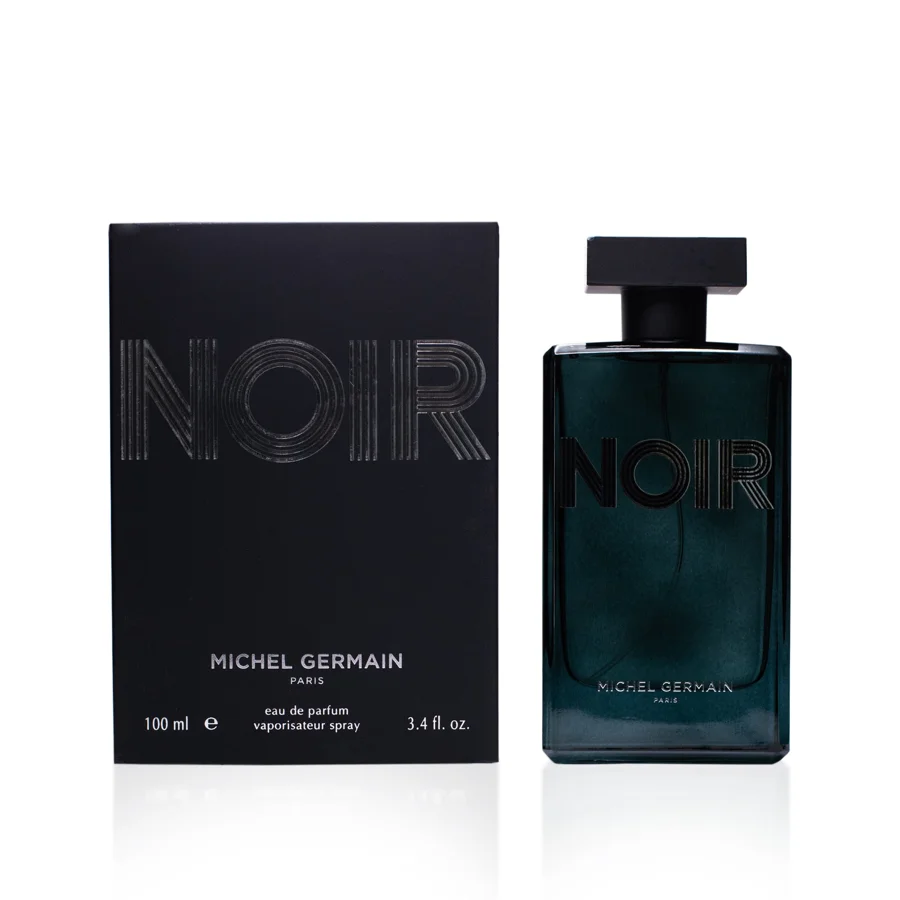 NOIR
MICHEL GERMAIN
PARIS
eau de parfum
vaporisateur spray
100 ml ℮
3.4 fl. oz.
NOIR
MICHEL GERMAIN
PARIS